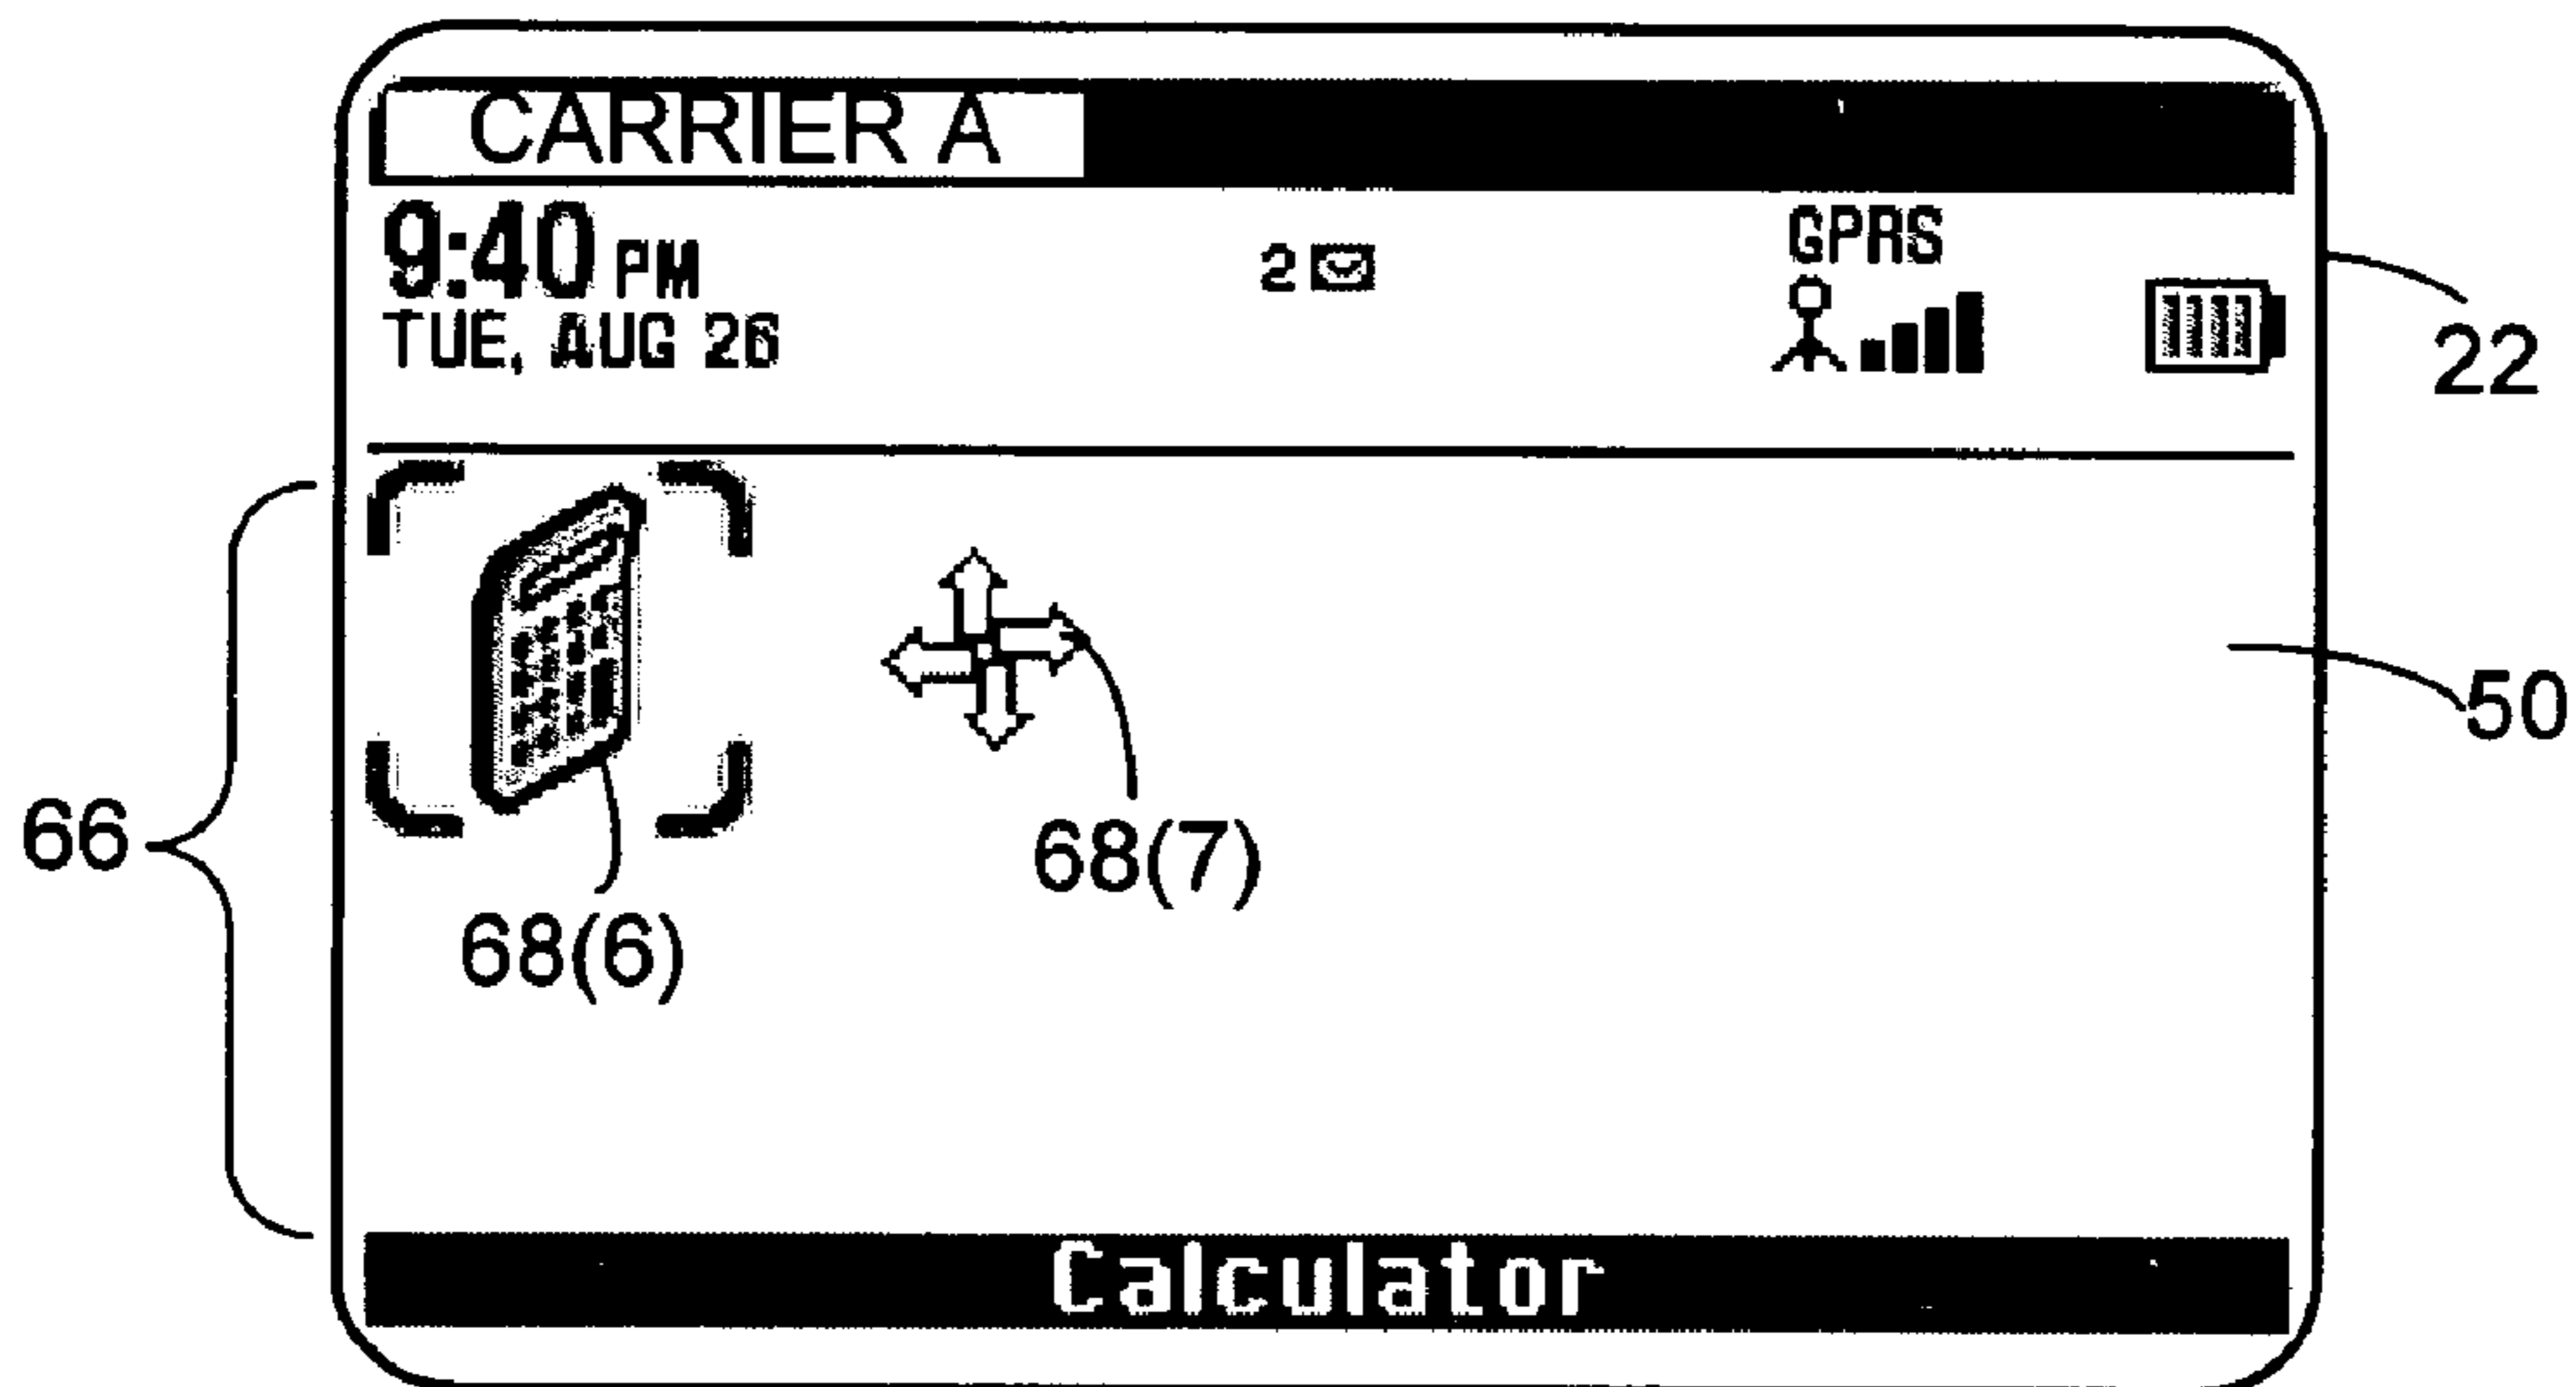 CARRIER A
9:40 PM
2
GPRS
TUE, AUG 26
22
50
66
68(7)
68(6)
Calculator